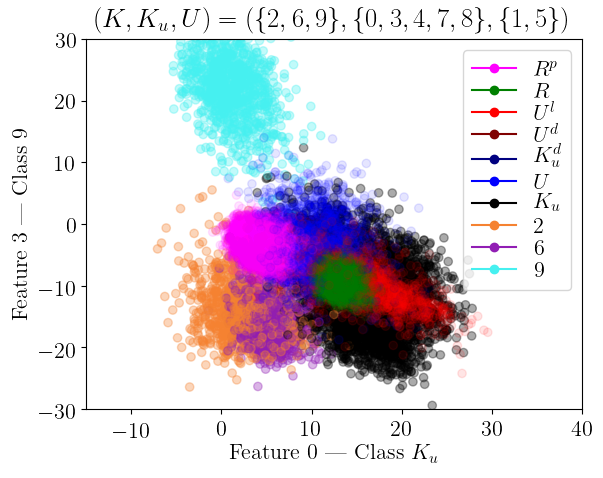 (K, K_u, U) = ({2, 6, 9}, {0, 3, 4, 7, 8}, {1, 5})
30
20
10
0
−10
−20
−30
Feature 3 — Class 9
R^p
R
U^l
U^d
K_u^d
U
K_u
2
6
9
−10
0
10
20
30
40
Feature 0 — Class K_u